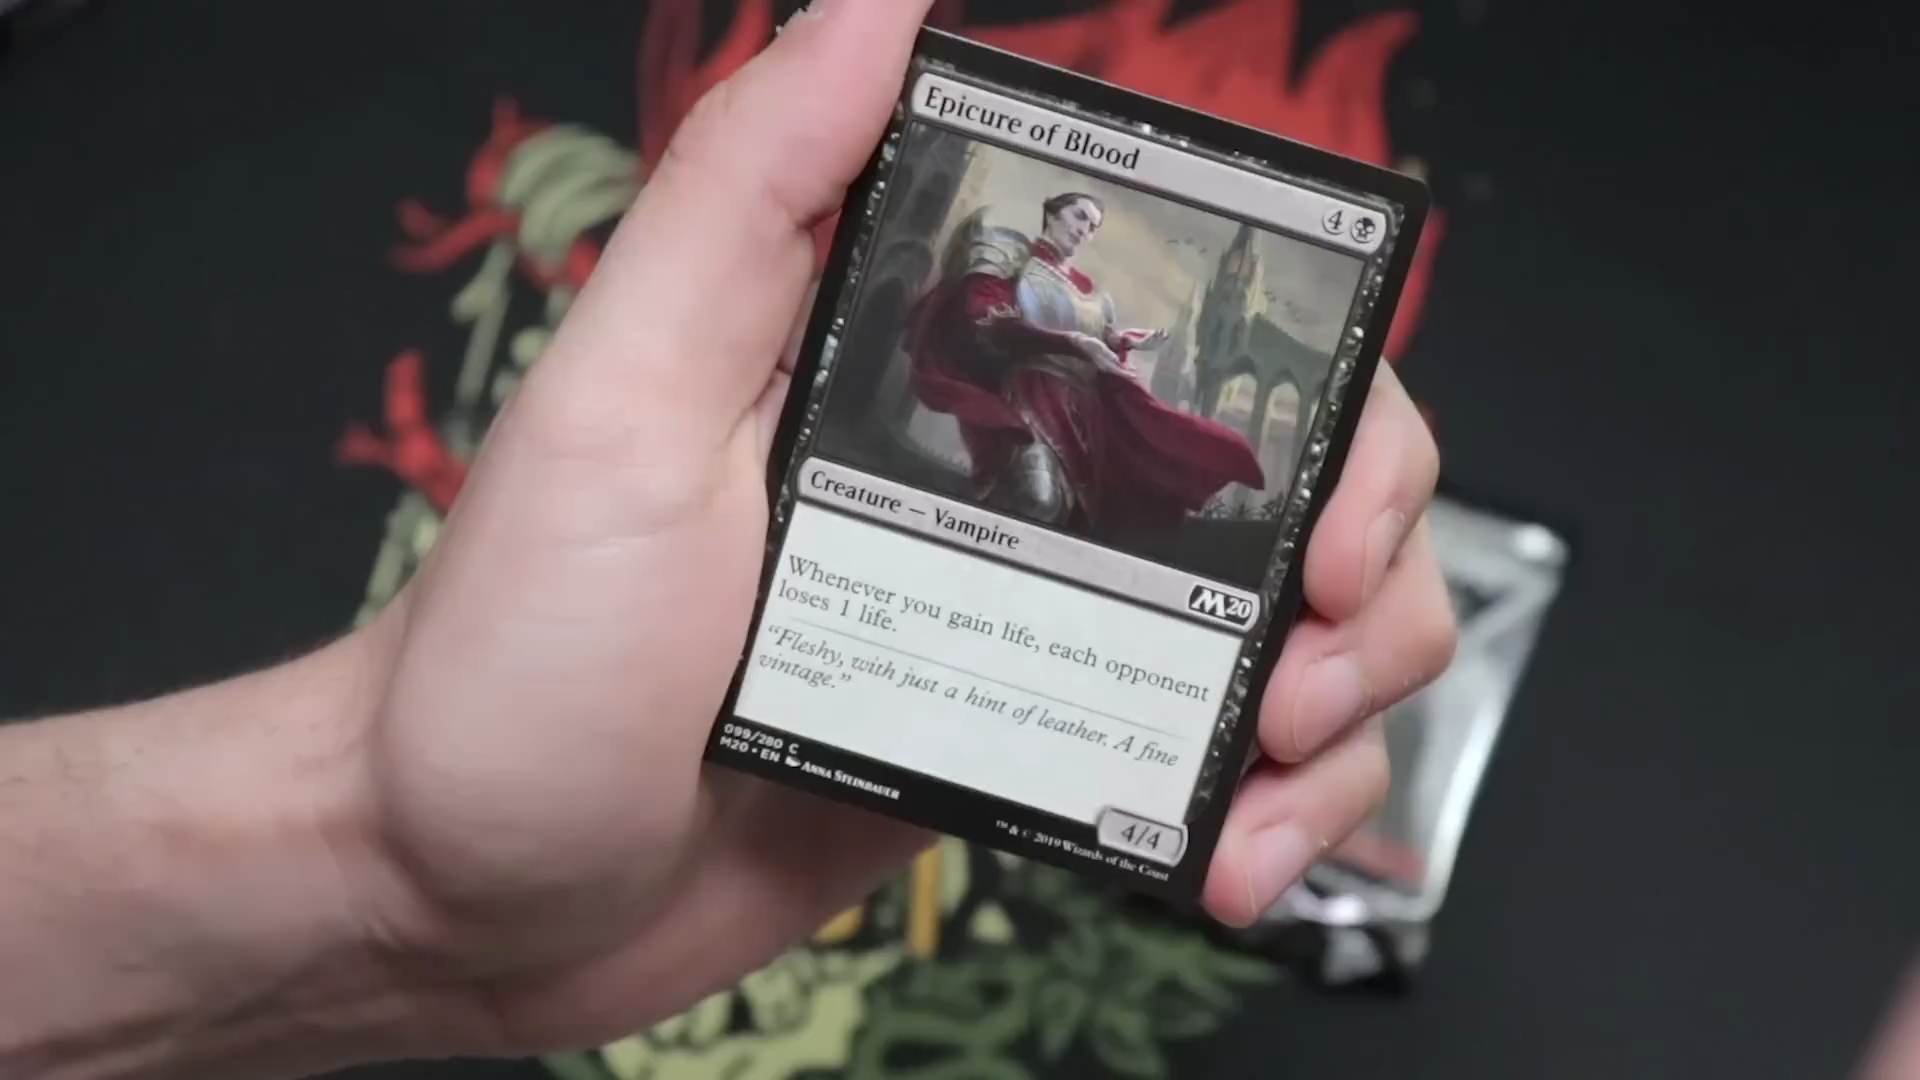 Epicure of Blood
4
Creature — Vampire
M20
Whenever you gain life, each opponent
loses 1 life.
“Fleshy, with just a hint of leather. A fine
vintage.”
099/280 C
M20 • EN Anna Steinbauer
4/4
™ & © 2019 Wizards of the Coast